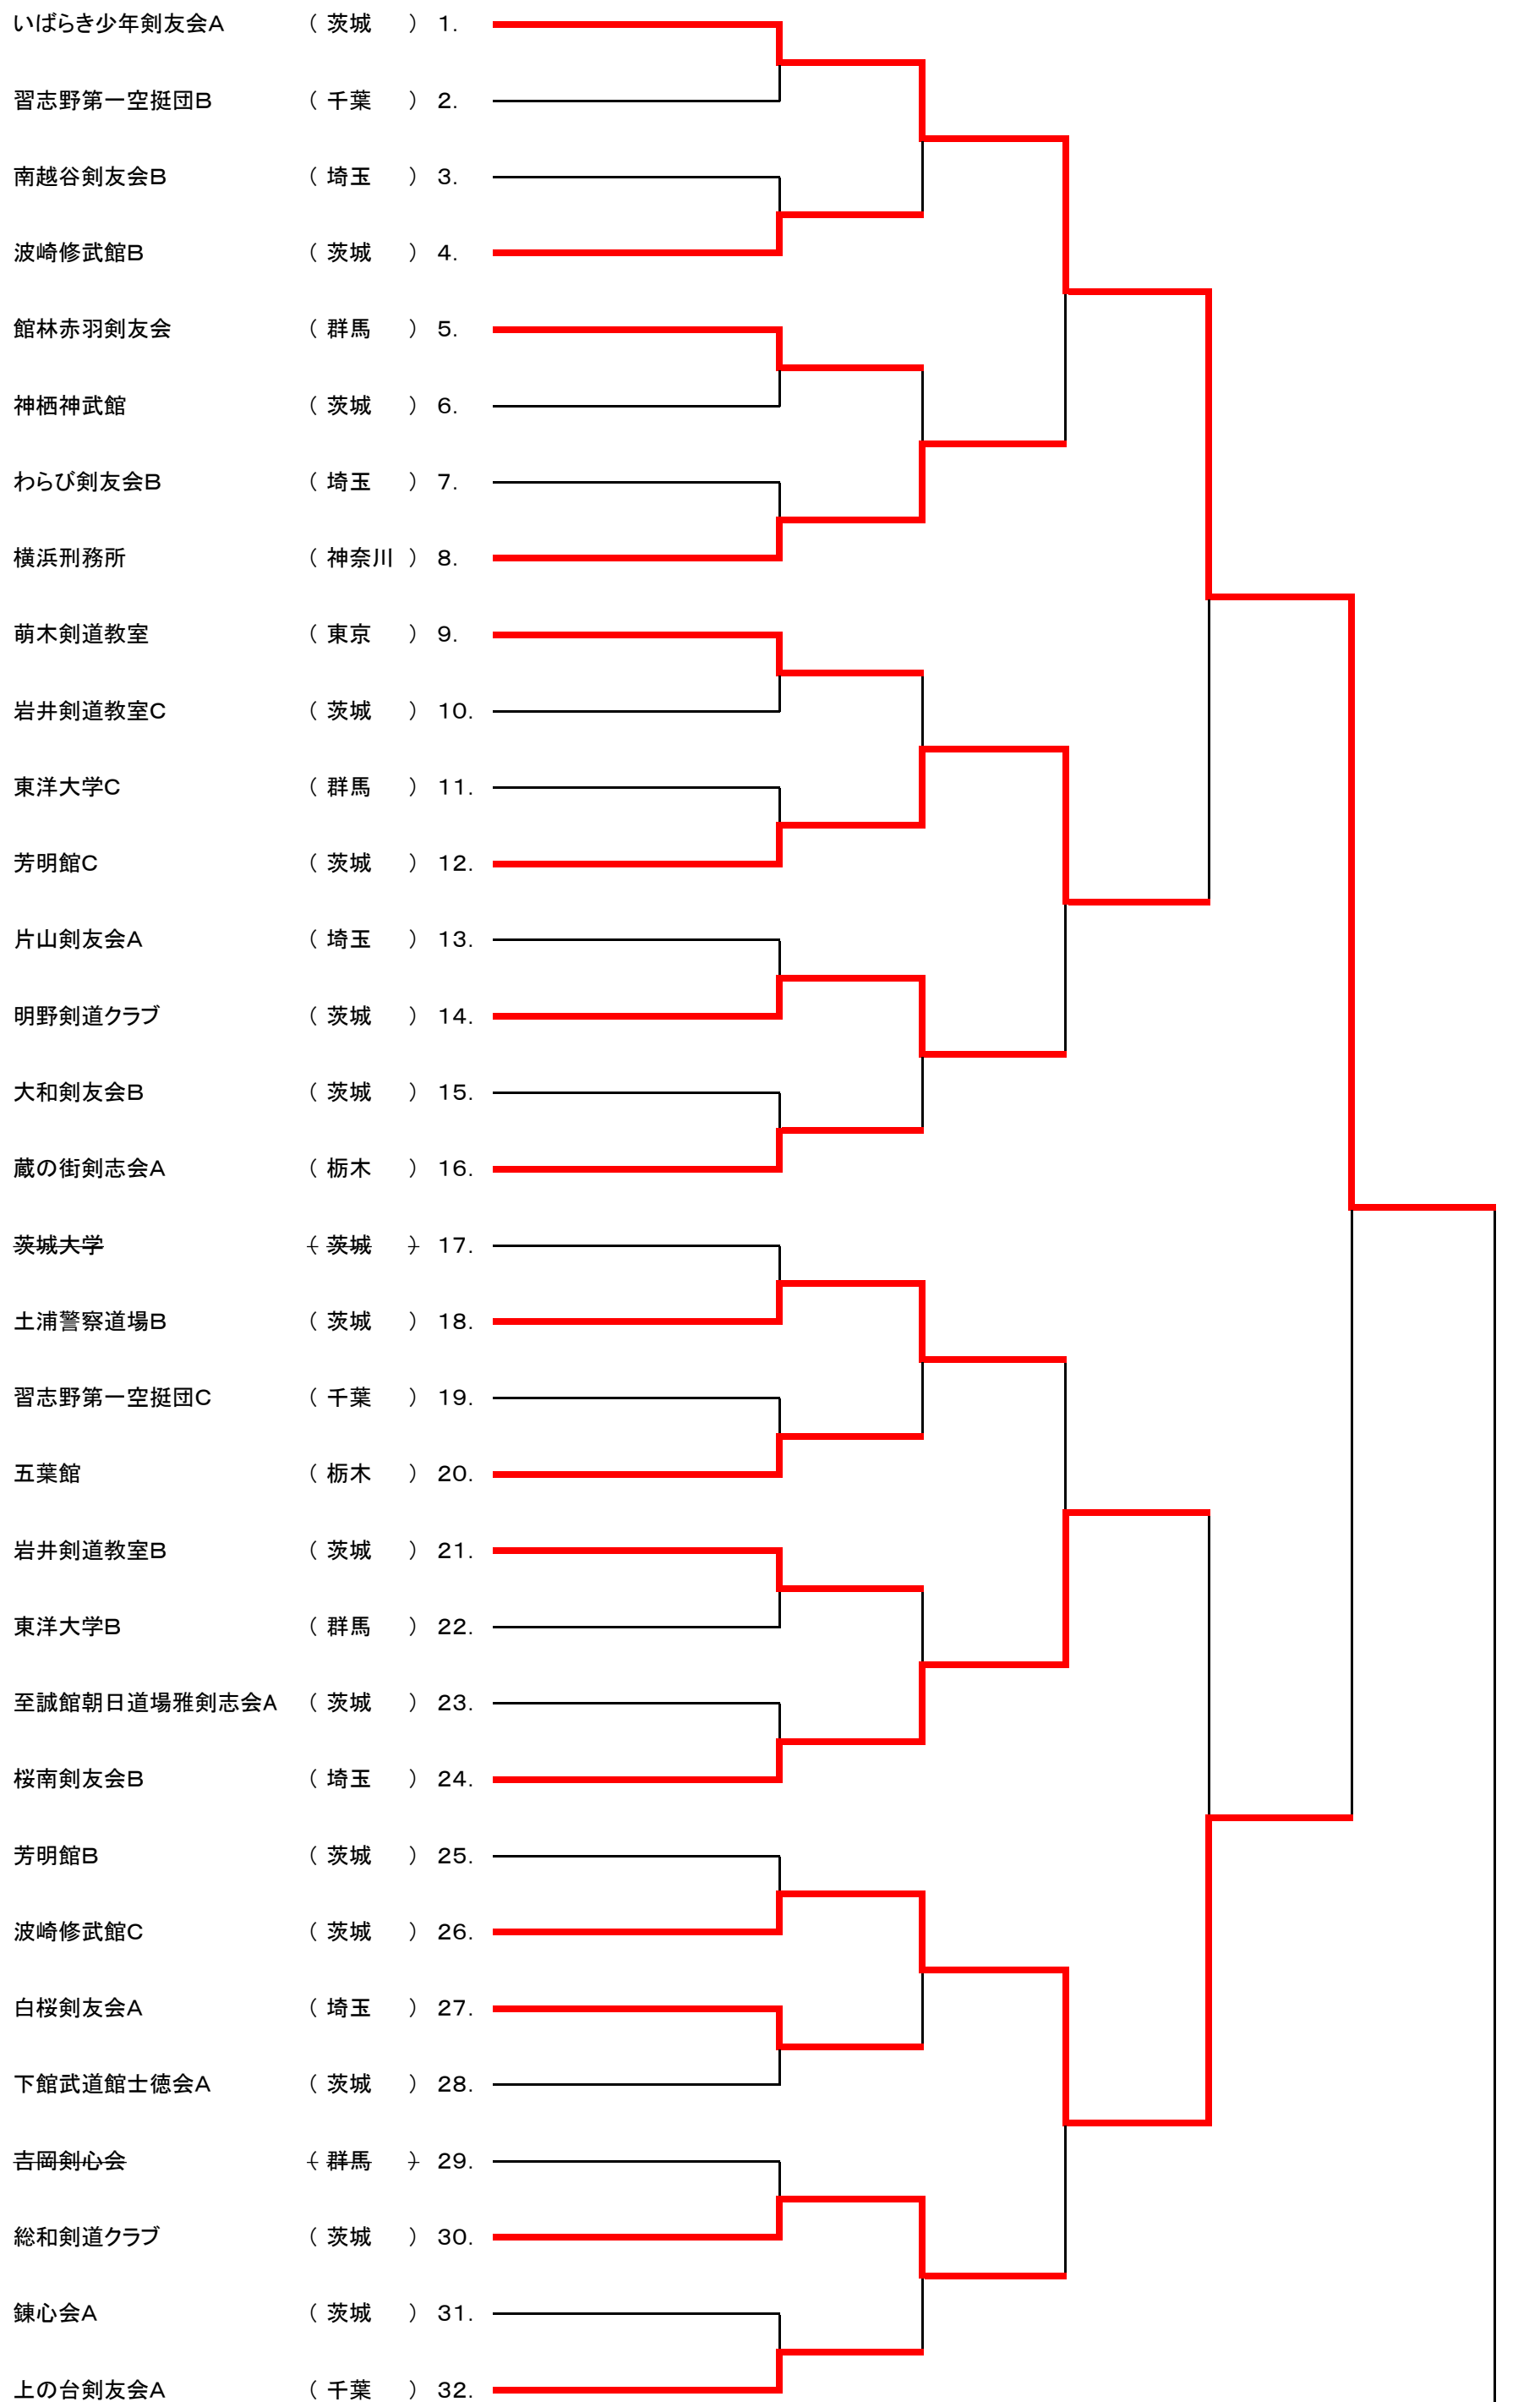 いばらき少年剣友会A （ 茨城 ） 1.
習志野第一空挺団B （ 千葉 ） 2.
南越谷剣友会B （ 埼玉 ） 3.
波崎修武館B （ 茨城 ） 4.
館林赤羽剣友会 （ 群馬 ） 5.
神栖神武館 （ 茨城 ） 6.
わらび剣友会B （ 埼玉 ） 7.
横浜刑務所 （ 神奈川 ） 8.
萌木剣道教室 （ 東京 ） 9.
岩井剣道教室C （ 茨城 ） 10.
東洋大学C （ 群馬 ） 11.
芳明館C （ 茨城 ） 12.
片山剣友会A （ 埼玉 ） 13.
明野剣道クラブ （ 茨城 ） 14.
大和剣友会B （ 茨城 ） 15.
蔵の街剣志会A （ 栃木 ） 16.
茨城大学 （ 茨城 ） 17.
土浦警察道場B （ 茨城 ） 18.
習志野第一空挺団C （ 千葉 ） 19.
五葉館 （ 栃木 ） 20.
岩井剣道教室B （ 茨城 ） 21.
東洋大学B （ 群馬 ） 22.
至誠館朝日道場雅剣志会A （ 茨城 ） 23.
桜南剣友会B （ 埼玉 ） 24.
芳明館B （ 茨城 ） 25.
波崎修武館C （ 茨城 ） 26.
白桜剣友会A （ 埼玉 ） 27.
下館武道館士徳会A （ 茨城 ） 28.
吉岡剣心会 （ 群馬 ） 29.
総和剣道クラブ （ 茨城 ） 30.
錬心会A （ 茨城 ） 31.
上の台剣友会A （ 千葉 ） 32.